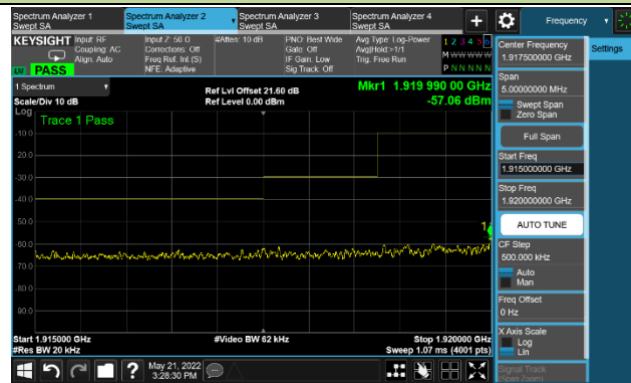 Spectrum Analyzer 1
Swept SA
Spectrum Analyzer 2
Swept SA
Spectrum Analyzer 3
Swept SA
Spectrum Analyzer 4
Swept SA
+
Frequency
KEYSIGHT
Input: RF
Coupling: AC
Align: Auto
Input Z: 50 Ω
Corrections: Off
Freq Ref: Int (S)
NFE: Adaptive
#Atten: 10 dB
PNO: Best Wide
Gate: Off
IF Gain: Low
Sig Track: Off
Avg Type: Log-Power
Avg|Hold:>1/1
Trig: Free Run
1 2 3 4 5 6
M W W W W W
P N N N N N
PASS
1 Spectrum
Scale/Div 10 dB
Ref Lvl Offset 21.60 dB
Ref Level 0.00 dBm
Mkr1 1.919 990 00 GHz
-57.06 dBm
Log
Trace 1 Pass
-10.0
-20.0
-30.0
-40.0
-50.0
-60.0
-70.0
-80.0
-90.0
1
Start 1.915000 GHz
#Res BW 20 kHz
#Video BW 62 kHz
Stop 1.920000 GHz
Sweep 1.07 ms (4001 pts)
?
May 21, 2022
3:28:30 PM
Center Frequency
1.917500000 GHz
Settings
Span
5.00000000 MHz
Swept Span
Zero Span
Full Span
Start Freq
1.915000000 GHz
Stop Freq
1.920000000 GHz
AUTO TUNE
CF Step
500.000 kHz
Auto
Man
Freq Offset
0 Hz
X Axis Scale
Log
Lin
Signal Track
(Span Zoom)